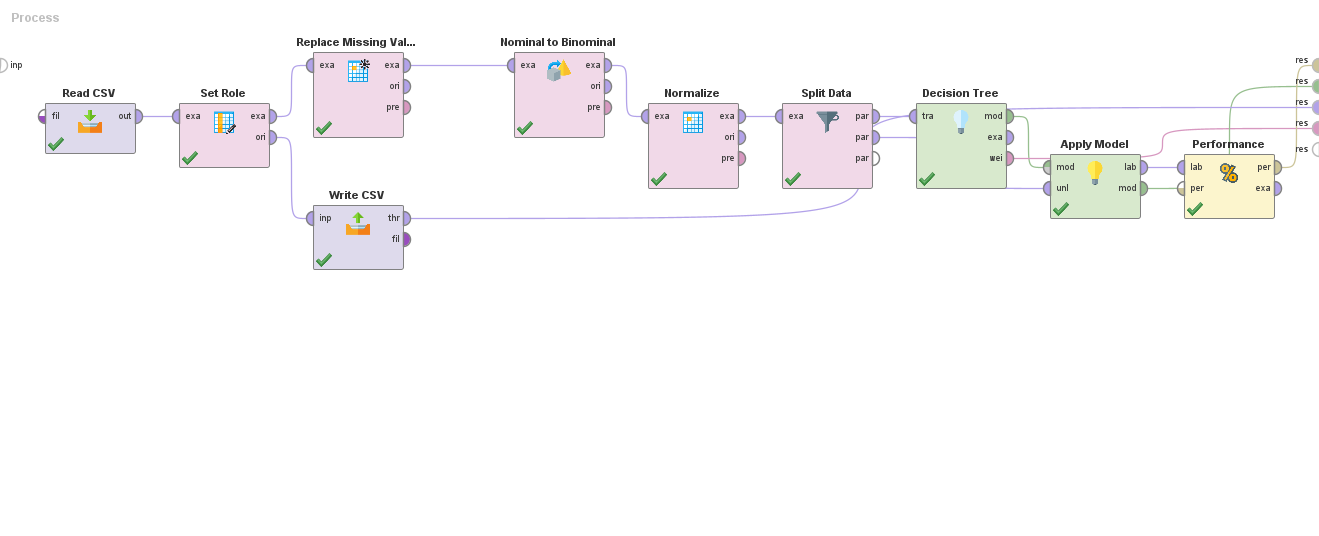 Process
inp
res
res
res
res
res
Replace Missing Val...
exa exa
ori
pre
Nominal to Binominal
exa exa
ori
pre
Read CSV
fil out
Set Role
exa exa
ori
Normalize
exa exa
ori
pre
Split Data
exa par
par
par
Decision Tree
tra mod
exa
wei
Apply Model
mod lab
unl mod
Performance
% 
lab per
per exa
Write CSV
inp thr
fil